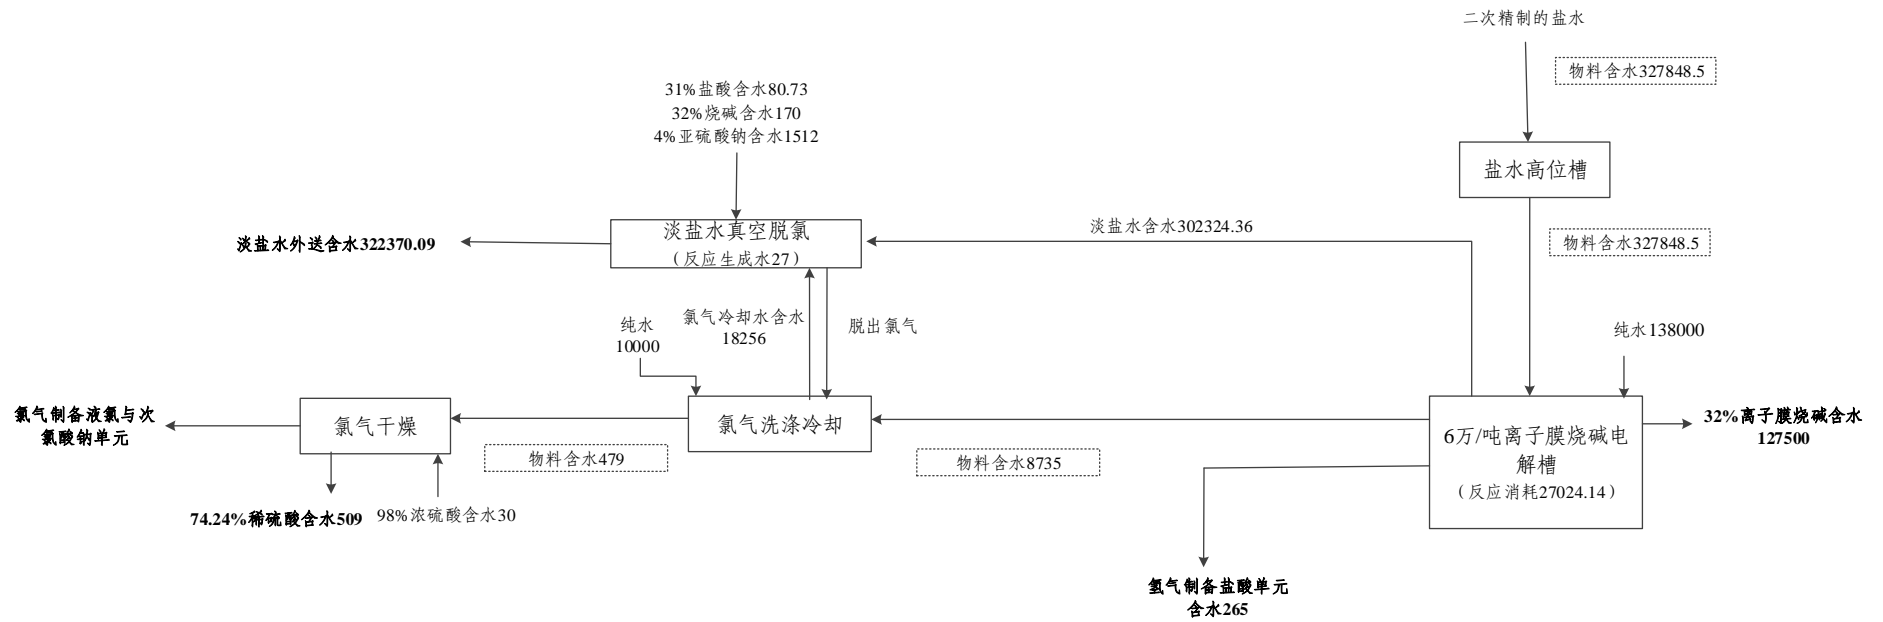 二次精制的盐水
物料含水327848.5
31%盐酸含水80.73
32%烧碱含水170
4%亚硫酸钠含水1512
盐水高位槽
淡盐水含水302324.36
淡盐水真空脱氯
（反应生成水27）
淡盐水外送含水322370.09
物料含水327848.5
纯水
10000
氯气冷却水含水
18256
脱出氯气
纯水138000
氯气制备液氯与次
氯酸钠单元
氯气干燥
氯气洗涤冷却
32%离子膜烧碱含水
127500
6万/吨离子膜烧碱电
解槽
（反应消耗27024.14）
物料含水479
物料含水8735
74.24%稀硫酸含水509
98%浓硫酸含水30
氢气制备盐酸单元
含水265